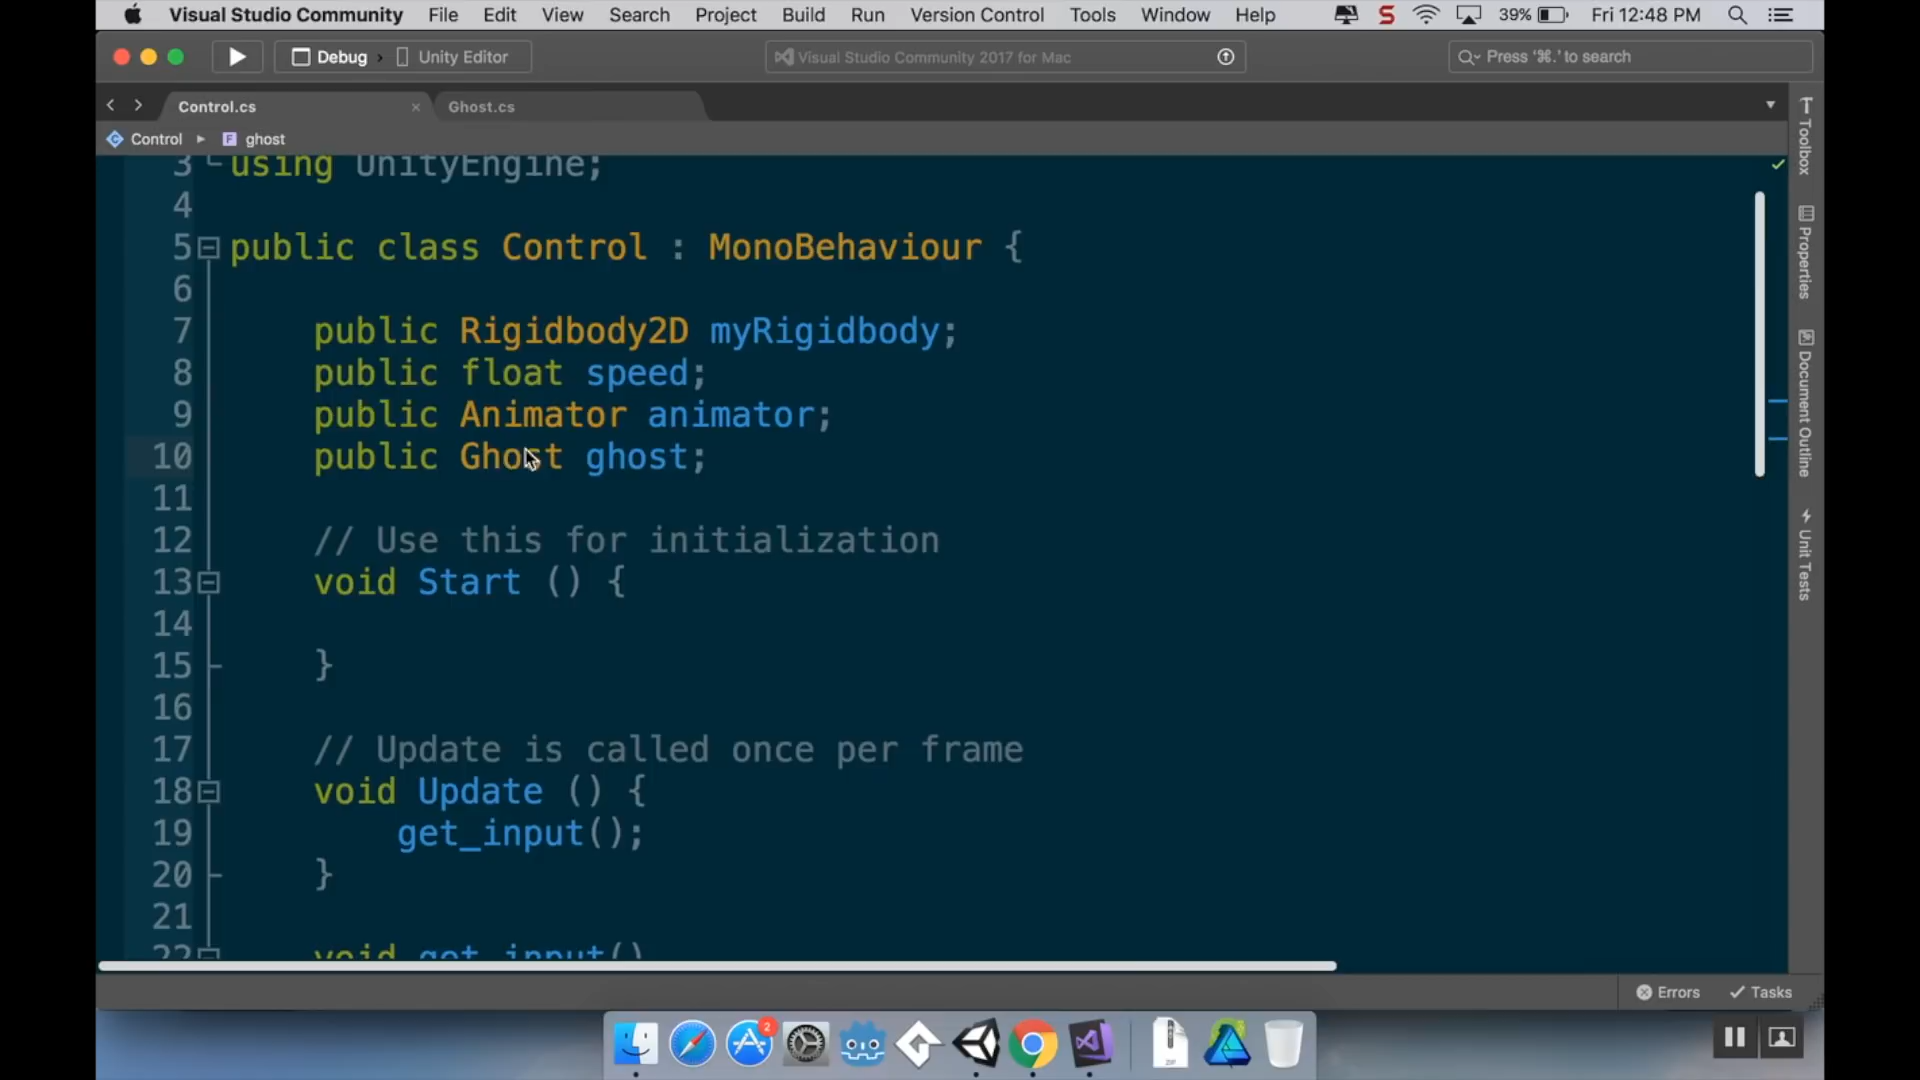 Visual Studio Community File Edit View Search Project Build Run Version Control Tools Window Help S 39% Fri 12:48 PM
Debug › Unity Editor Visual Studio Community 2017 for Mac Press '⌘.' to search
Control.cs × Ghost.cs
Control ▸ F ghost
3 using UnityEngine;
4
5 public class Control : MonoBehaviour {
6
7 public Rigidbody2D myRigidbody;
8 public float speed;
9 public Animator animator;
10 public Ghost ghost;
11
12 // Use this for initialization
13 void Start () {
14
15 }
16
17 // Update is called once per frame
18 void Update () {
19 get_input();
20 }
21
22 void get_input()
Toolbox
Properties
Document Outline
Unit Tests
Errors Tasks
2
ZIP